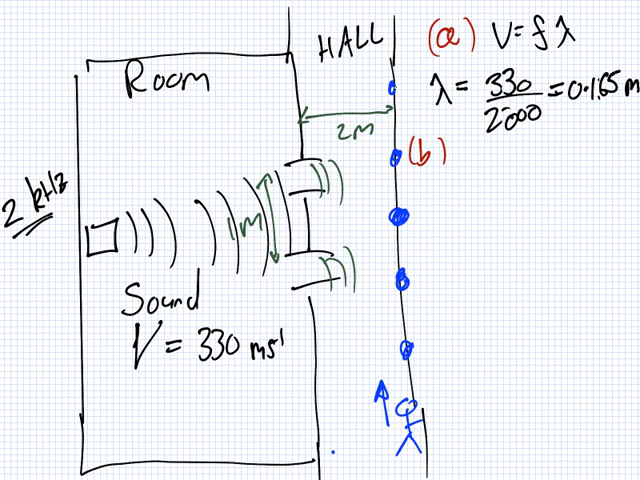 HALL
(a) V = f λ
Room
λ = 330/2000 = 0.165 m
2M
(b)
2 kHz
1M
Sound
V = 330 ms⁻¹